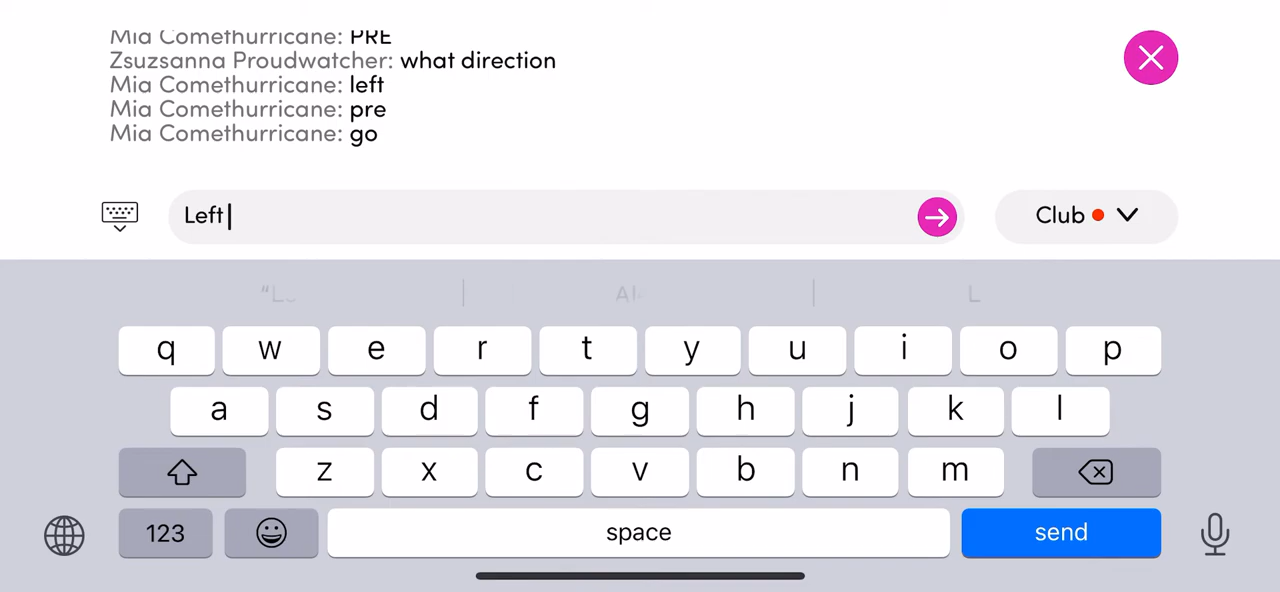 Mia Comethurricane: PRE
Zsuzsanna Proudwatcher: what direction
Mia Comethurricane: left
Mia Comethurricane: pre
Mia Comethurricane: go
Left
Club
q w e r t y u i o p
a s d f g h j k l
z x c v b n m
123 space send